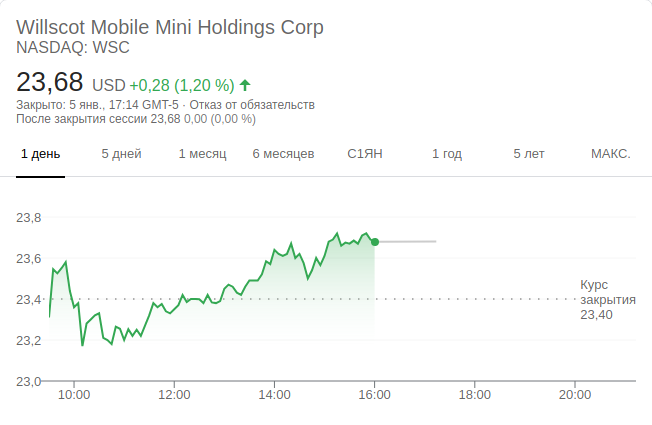 Willscot Mobile Mini Holdings Corp
NASDAQ: WSC
23,68 USD +0,28 (1,20 %)
Закрыто: 5 янв., 17:14 GMT-5 · Отказ от обязательств
После закрытия сессии 23,68 0,00 (0,00 %)
1 день 5 дней 1 месяц 6 месяцев С1ЯН 1 год 5 лет МАКС.
23,8
23,6
23,4
23,2
23,0
Курс
закрытия
23,40
10:00 12:00 14:00 16:00 18:00 20:00